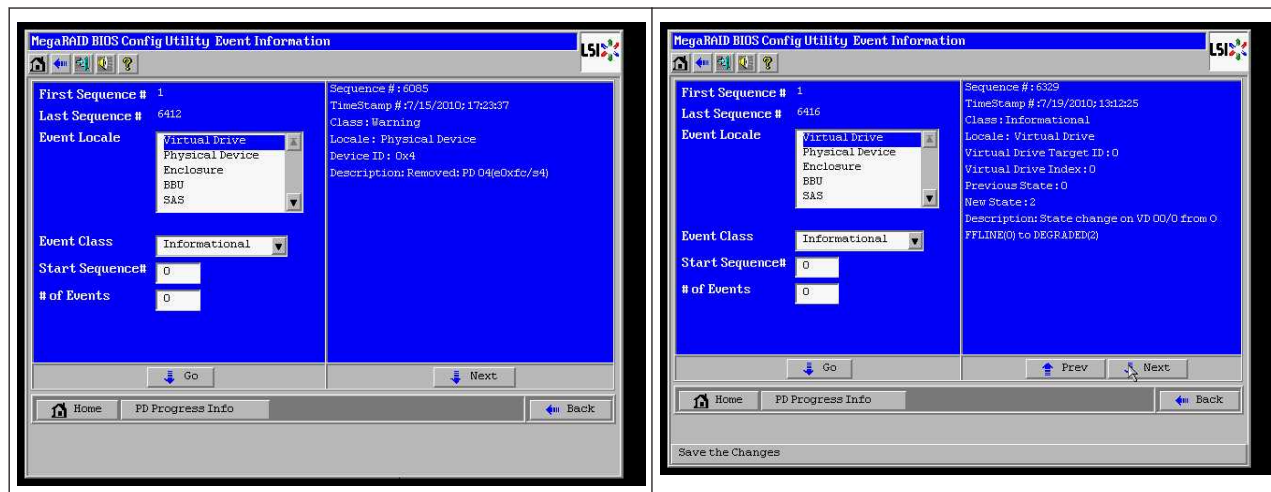 MegaRAID BIOS Config Utility Event Information
LSI
First Sequence # 1
Last Sequence # 6412
Event Locale
Virtual Drive
Physical Device
Enclosure
BBU
SAS
Event Class Informational
Start Sequence# 0
# of Events 0
Sequence #:6085
TimeStamp #:7/15/2010; 17:23:37
Class: Warning
Locale: Physical Device
Device ID: 0x4
Description: Removed: PD 04(e0xfc/s4)
Go
Next
Home
PD Progress Info
Back
MegaRAID BIOS Config Utility Event Information
LSI
First Sequence # 1
Last Sequence # 6416
Event Locale
Virtual Drive
Physical Device
Enclosure
BBU
SAS
Event Class Informational
Start Sequence# 0
# of Events 0
Sequence #:6329
TimeStamp #:7/19/2010; 13:12:25
Class: Informational
Locale: Virtual Drive
Virtual Drive Target ID:0
Virtual Drive Index:0
Previous State:0
New State:2
Description: State change on VD 00/0 from O
FFLINE(0) to DEGRADED(2)
Go
Prev
Next
Home
PD Progress Info
Back
Save the Changes